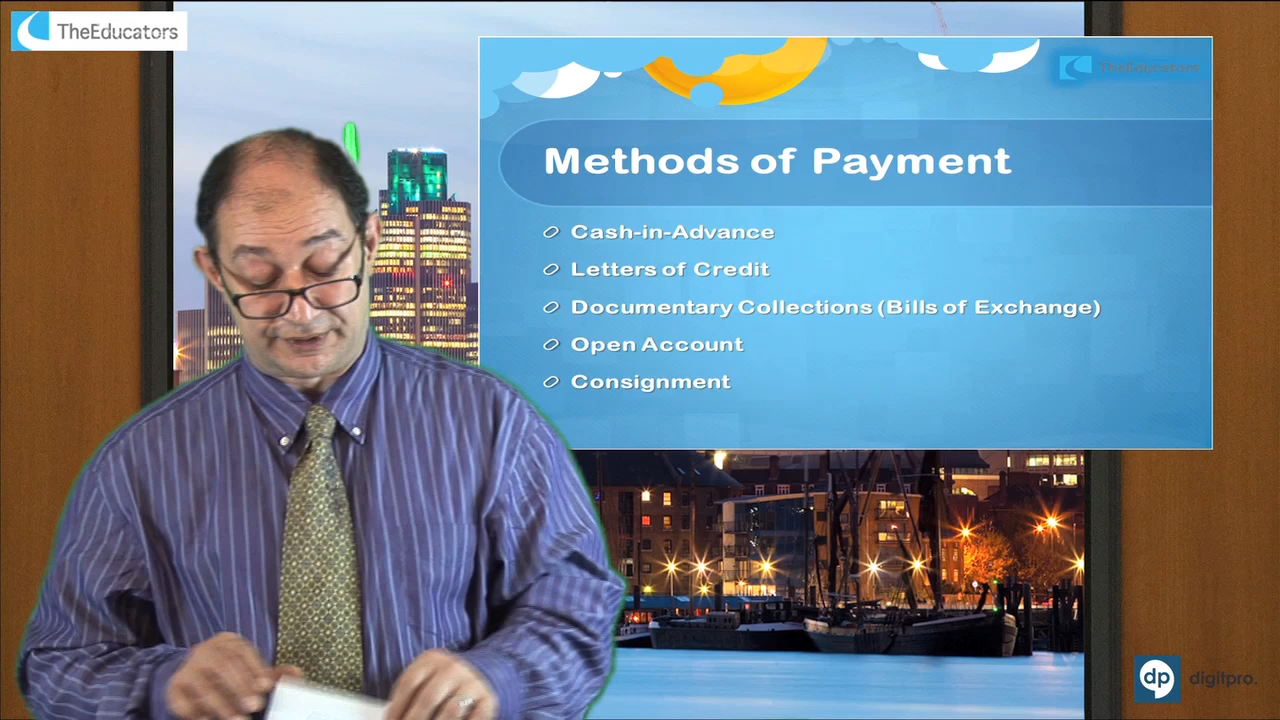 TheEducators
TheEducators
Methods of Payment
Cash-in-Advance
Letters of Credit
Documentary Collections (Bills of Exchange)
Open Account
Consignment
dp digitpro.